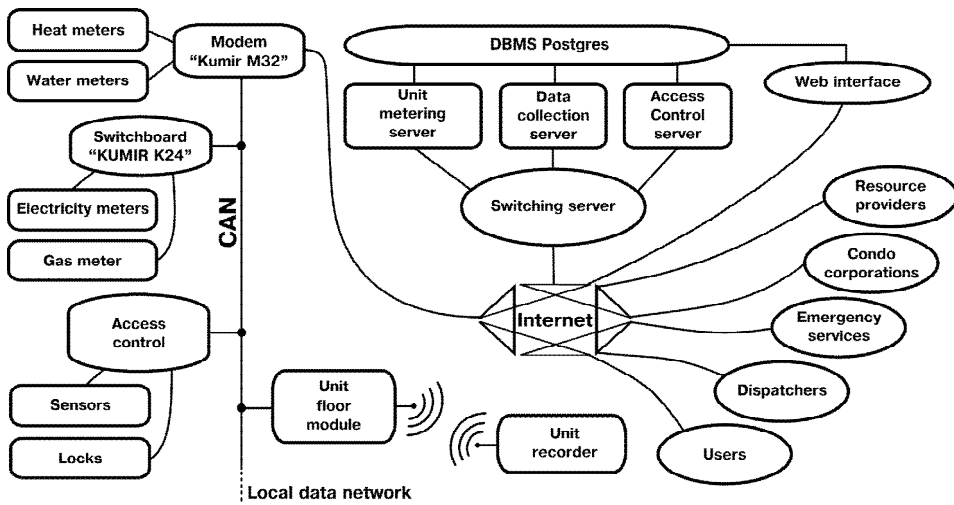 Heat meters
Water meters
Modem
“Kumir M32”
Switchboard
“KUMIR K24”
Electricity meters
Gas meter
CAN
Access
control
Sensors
Locks
Unit
floor
module
Unit
recorder
Local data network
DBMS Postgres
Unit
metering
server
Data
collection
server
Access
Control
server
Web interface
Switching server
Internet
Resource
providers
Condo
corporations
Emergency
services
Dispatchers
Users